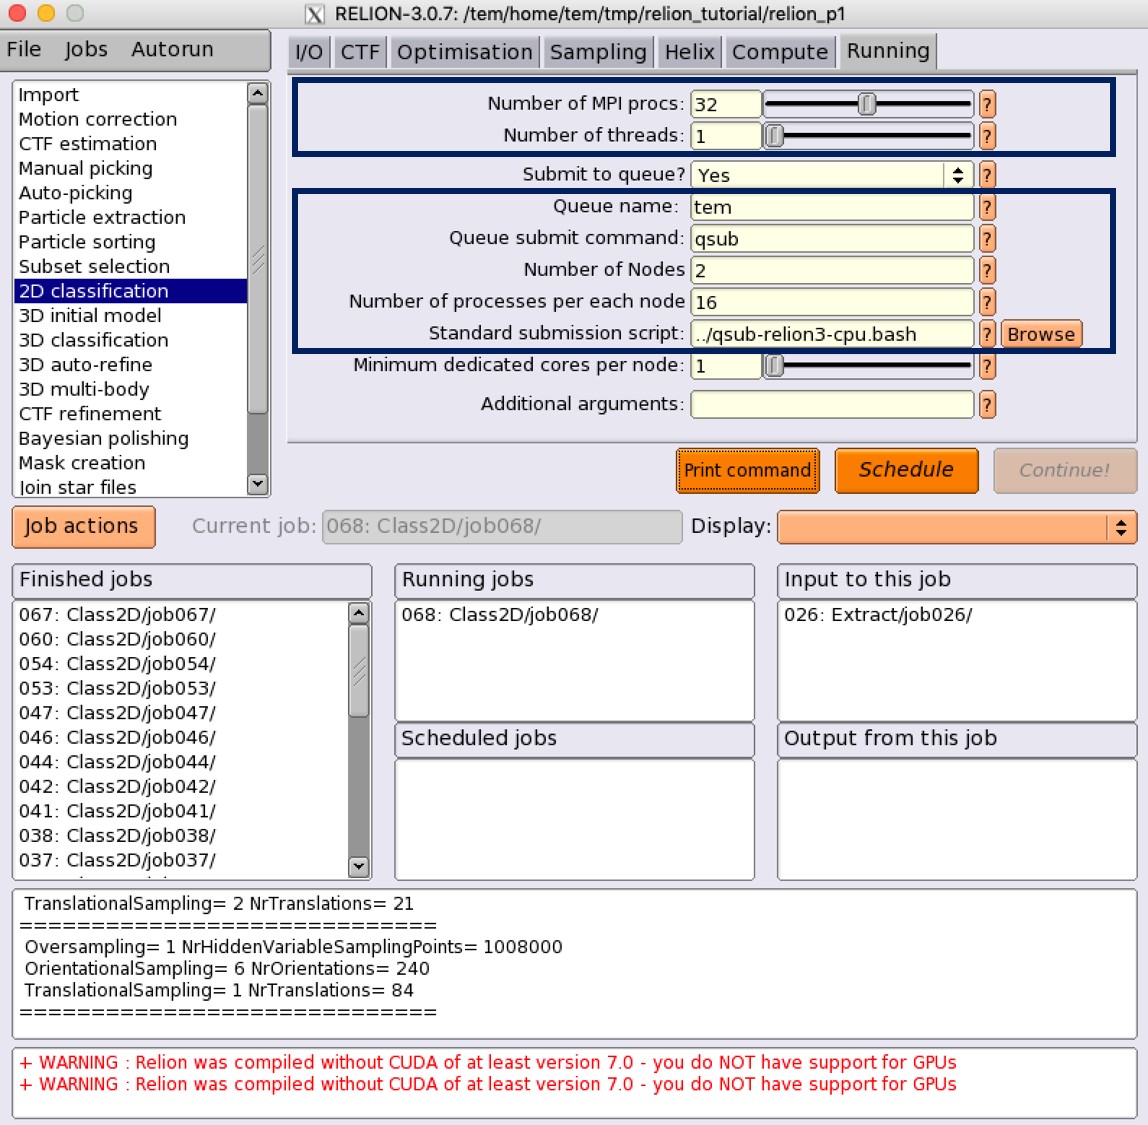 RELION-3.0.7: /tem/home/tem/tmp/relion_tutorial/relion_p1
File Jobs Autorun
I/O CTF Optimisation Sampling Helix Compute Running
Import
Motion correction
CTF estimation
Manual picking
Auto-picking
Particle extraction
Particle sorting
Subset selection
2D classification
3D initial model
3D classification
3D auto-refine
3D multi-body
CTF refinement
Bayesian polishing
Mask creation
Join star files
Number of MPI procs: 32 ?
Number of threads: 1 ?
Submit to queue? Yes ?
Queue name: tem ?
Queue submit command: qsub ?
Number of Nodes 2 ?
Number of processes per each node 16 ?
Standard submission script: ../qsub-relion3-cpu.bash ? Browse
Minimum dedicated cores per node: 1 ?
Additional arguments: ?
Print command Schedule Continue!
Job actions Current job: 068: Class2D/job068/ Display:
Finished jobs
067: Class2D/job067/
060: Class2D/job060/
054: Class2D/job054/
053: Class2D/job053/
047: Class2D/job047/
046: Class2D/job046/
044: Class2D/job044/
042: Class2D/job042/
041: Class2D/job041/
038: Class2D/job038/
037: Class2D/job037/
Running jobs
068: Class2D/job068/
Scheduled jobs
Input to this job
026: Extract/job026/
Output from this job
TranslationalSampling= 2 NrTranslations= 21
=============================
Oversampling= 1 NrHiddenVariableSamplingPoints= 1008000
OrientationalSampling= 6 NrOrientations= 240
TranslationalSampling= 1 NrTranslations= 84
=============================
+ WARNING : Relion was compiled without CUDA of at least version 7.0 - you do NOT have support for GPUs
+ WARNING : Relion was compiled without CUDA of at least version 7.0 - you do NOT have support for GPUs